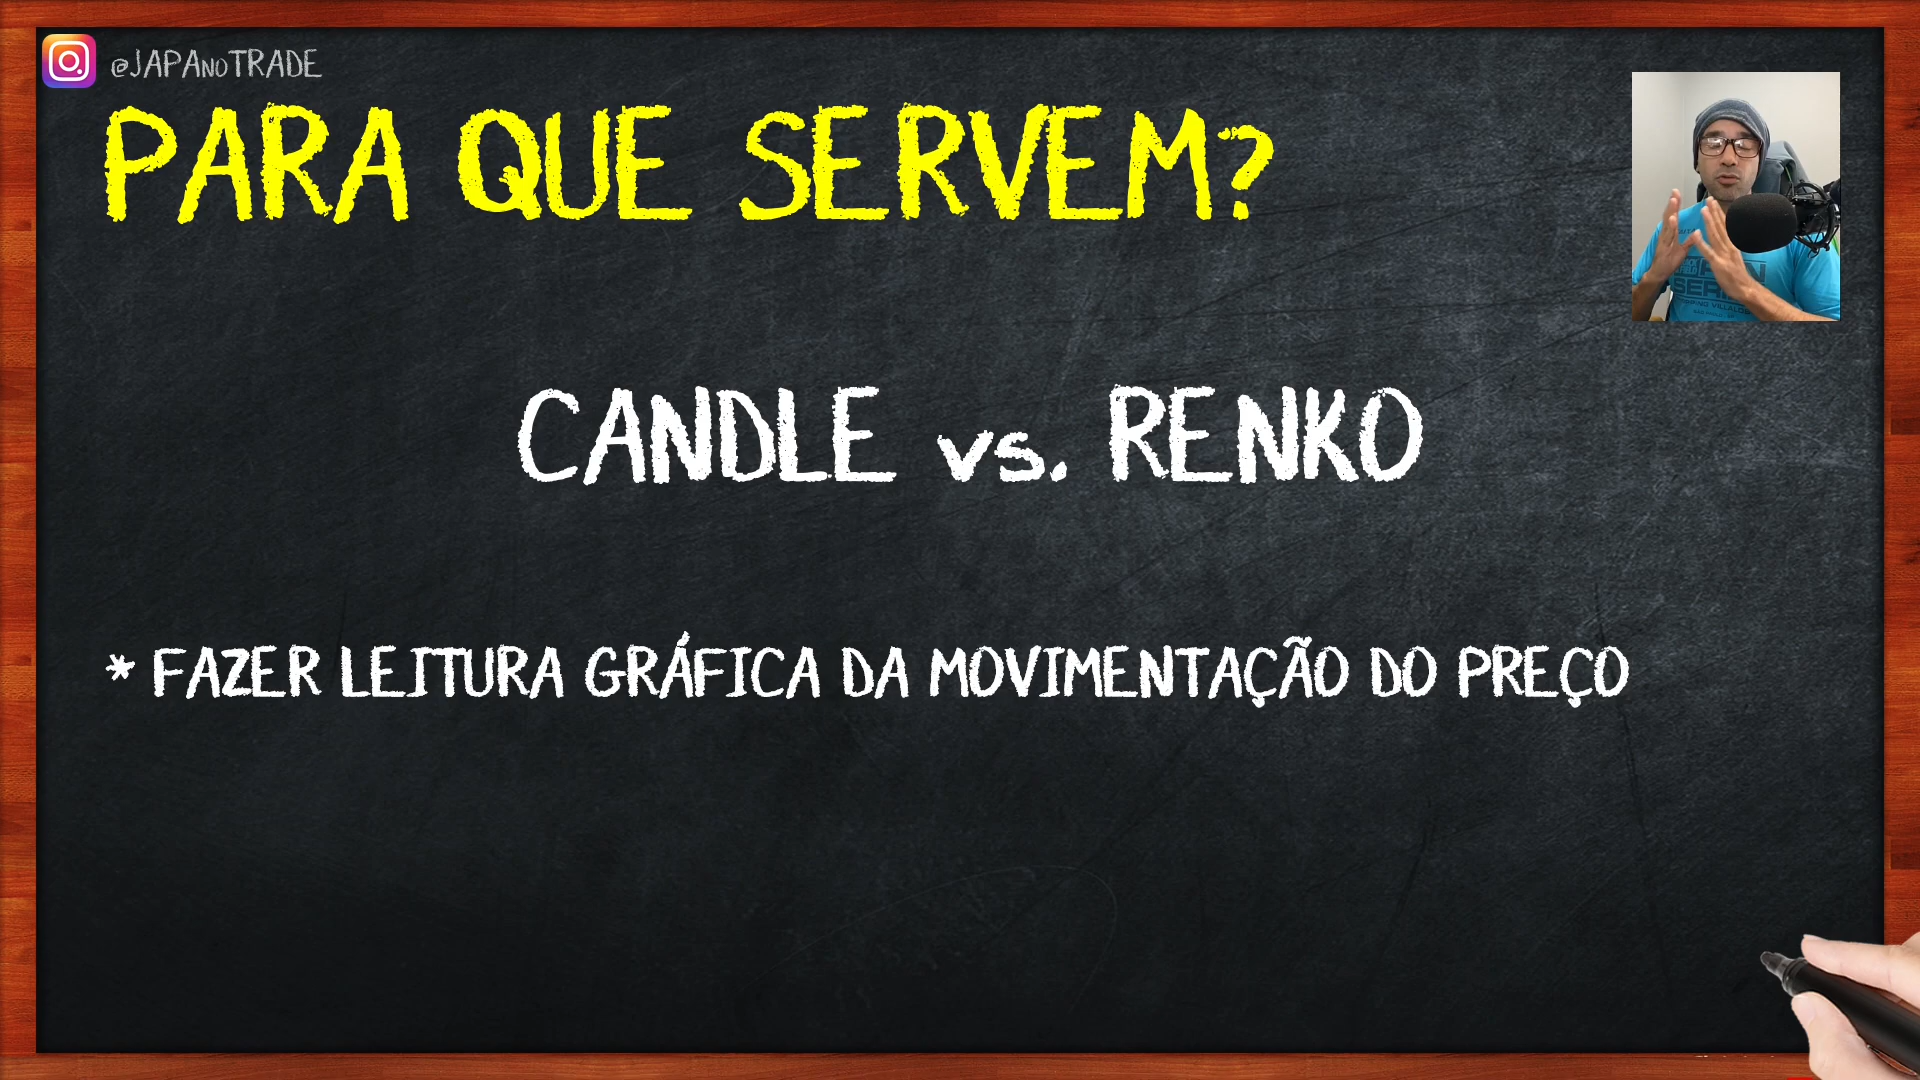 @JAPANOTRADE
PARA QUE SERVEM?
CANDLE vs. RENKO
* FAZER LEITURA GRÁFICA DA MOVIMENTAÇÃO DO PREÇO